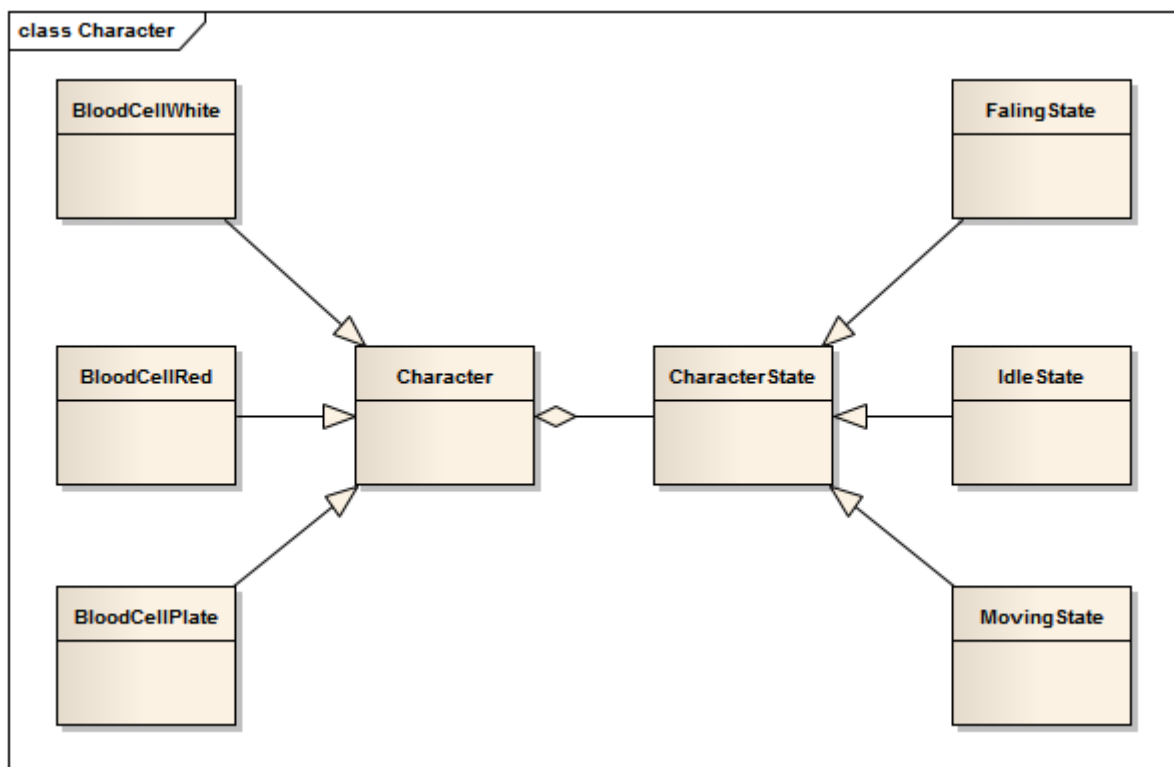 class Character
BloodCellWhite
FalingState
BloodCellRed
Character
CharacterState
IdleState
BloodCellPlate
MovingState